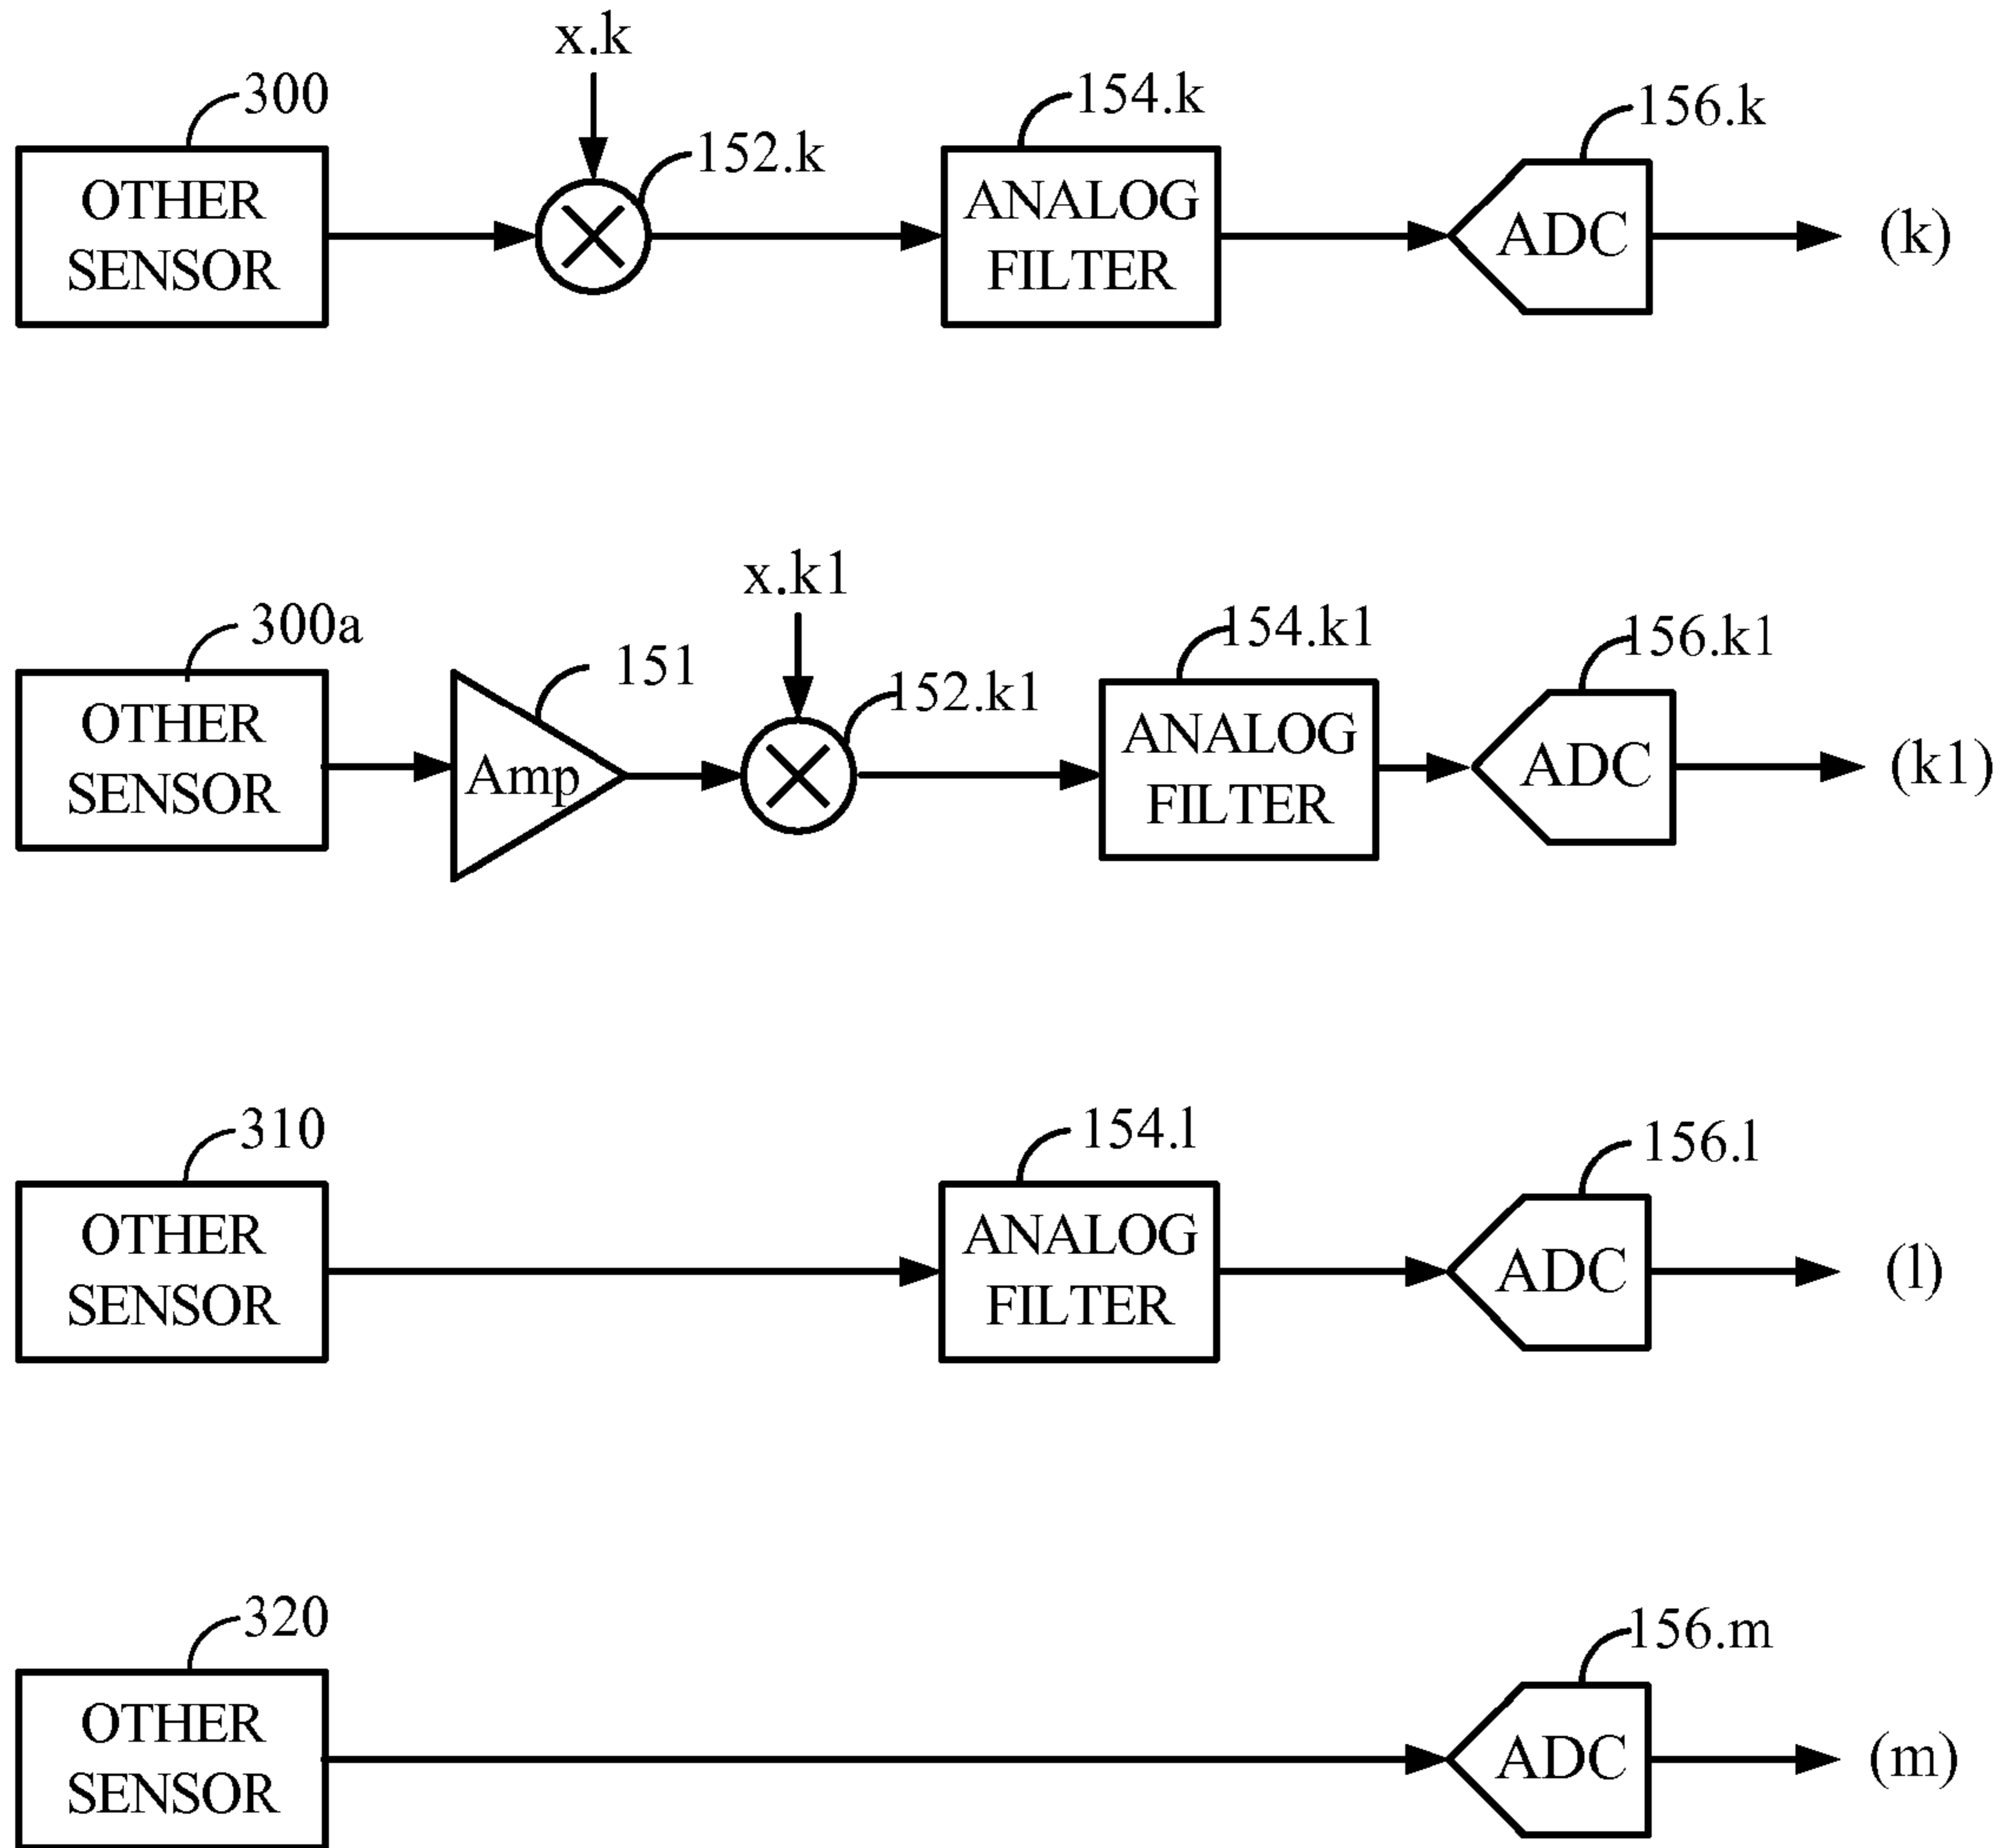 x.k
300
152.k
154.k
156.k
OTHER
SENSOR
ANALOG
FILTER
ADC
(k)
x.k1
300a
151
152.k1
154.k1
156.k1
OTHER
SENSOR
Amp
ANALOG
FILTER
ADC
(k1)
310
154.l
156.l
OTHER
SENSOR
ANALOG
FILTER
ADC
(l)
320
156.m
OTHER
SENSOR
ADC
(m)